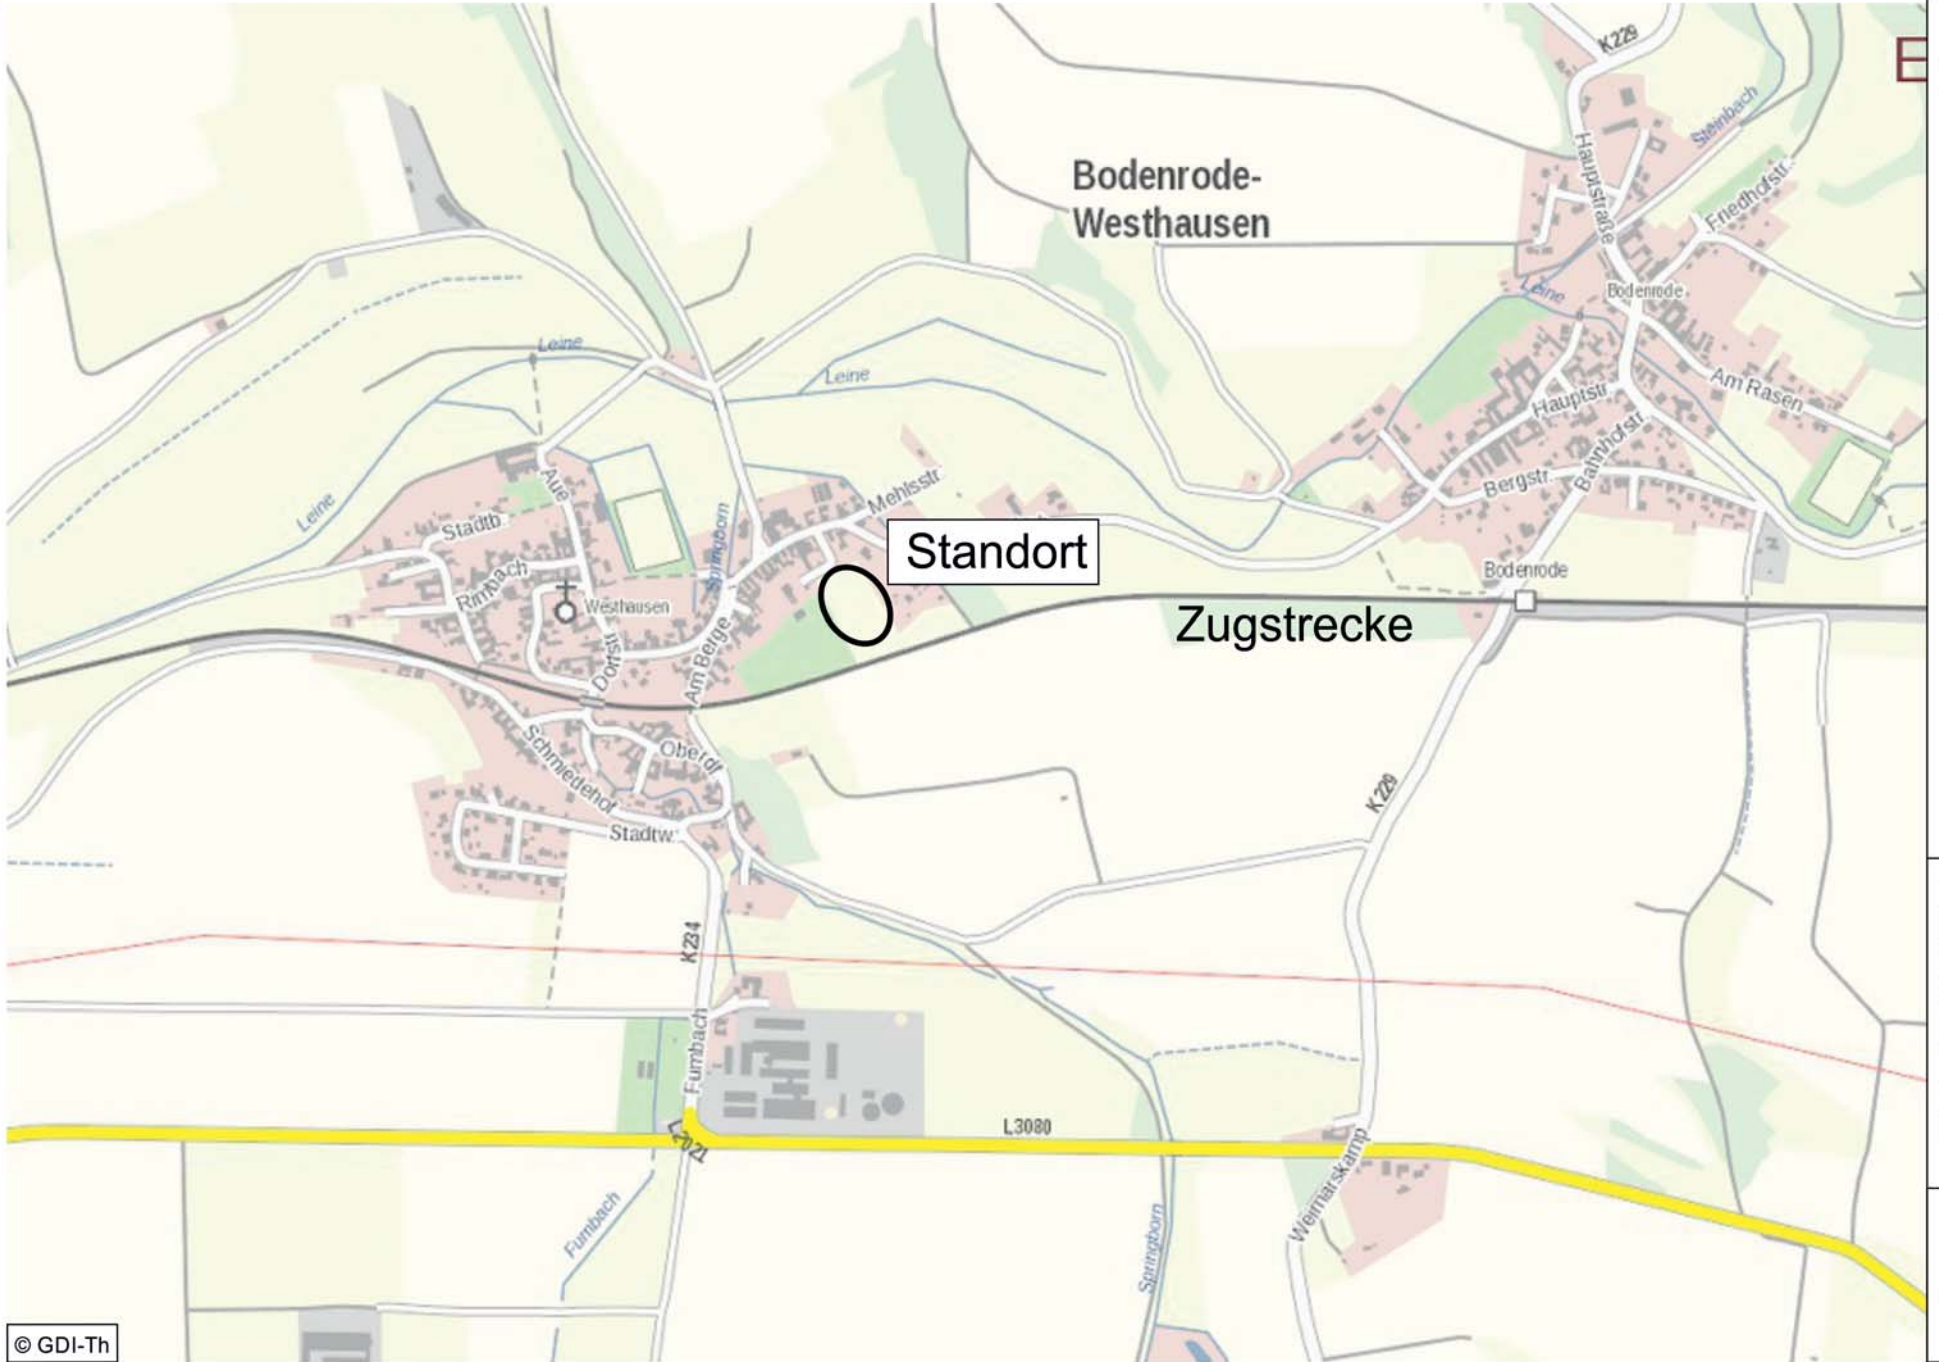 K229
E
Steinbach
Hauptstraße
Bodenrode-
Westhausen
Friedhofstr.
Leine
Bodenrode
Leine
Leine
Am Rasen
Hauptstr.
Bahnhofstr.
Bergstr.
Aue
Mehlsstr.
Leine
Stadtb.
Springborn
Standort
Rimbach
Bodenrode
Westhausen
Zugstrecke
Dorfstr.
Am Berge
Schmiedehof
Oberdf.
K 229
Stadtw.
K234
Furnbach
L3080
L2021
Weimarskamp
Furnbach
Springborn
© GDI-Th